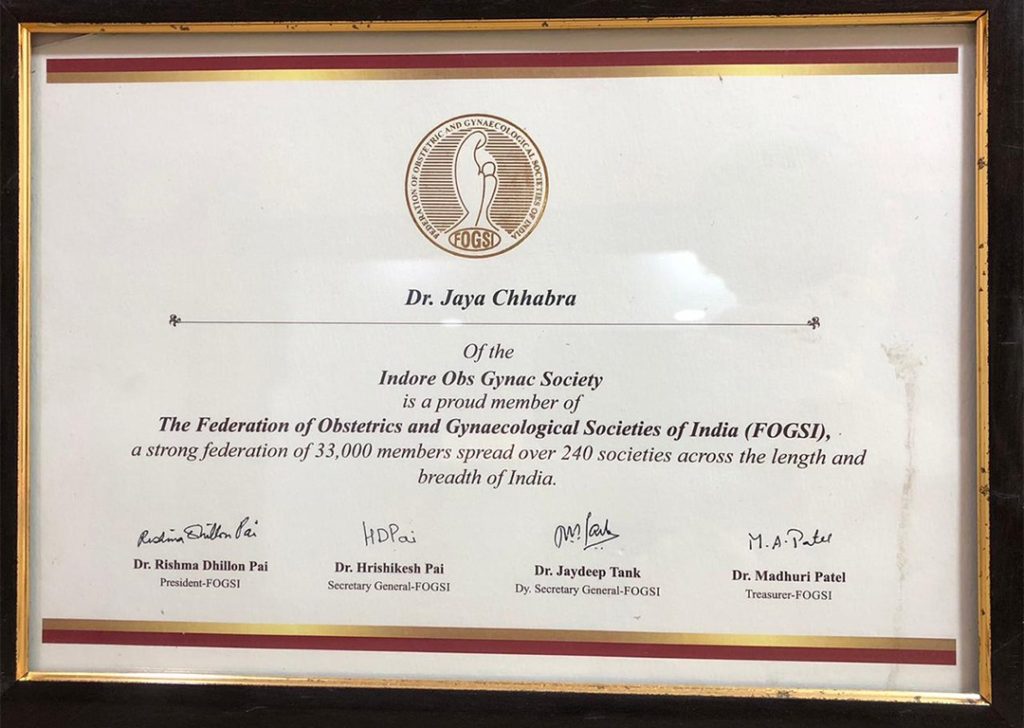 FEDERATION OF OBSTETRIC AND GYNAECOLOGICAL SOCIETIES OF INDIA
FOGSI
Dr. Jaya Chhabra
Of the
Indore Obs Gynac Society
is a proud member of
The Federation of Obstetrics and Gynaecological Societies of India (FOGSI),
a strong federation of 33,000 members spread over 240 societies across the length and
breadth of India.
Rishma Dhillon Pai HDPai M.A. Patel
Dr. Rishma Dhillon Pai Dr. Hrishikesh Pai Dr. Jaydeep Tank Dr. Madhuri Patel
President-FOGSI Secretary General-FOGSI Dy. Secretary General-FOGSI Treasurer-FOGSI